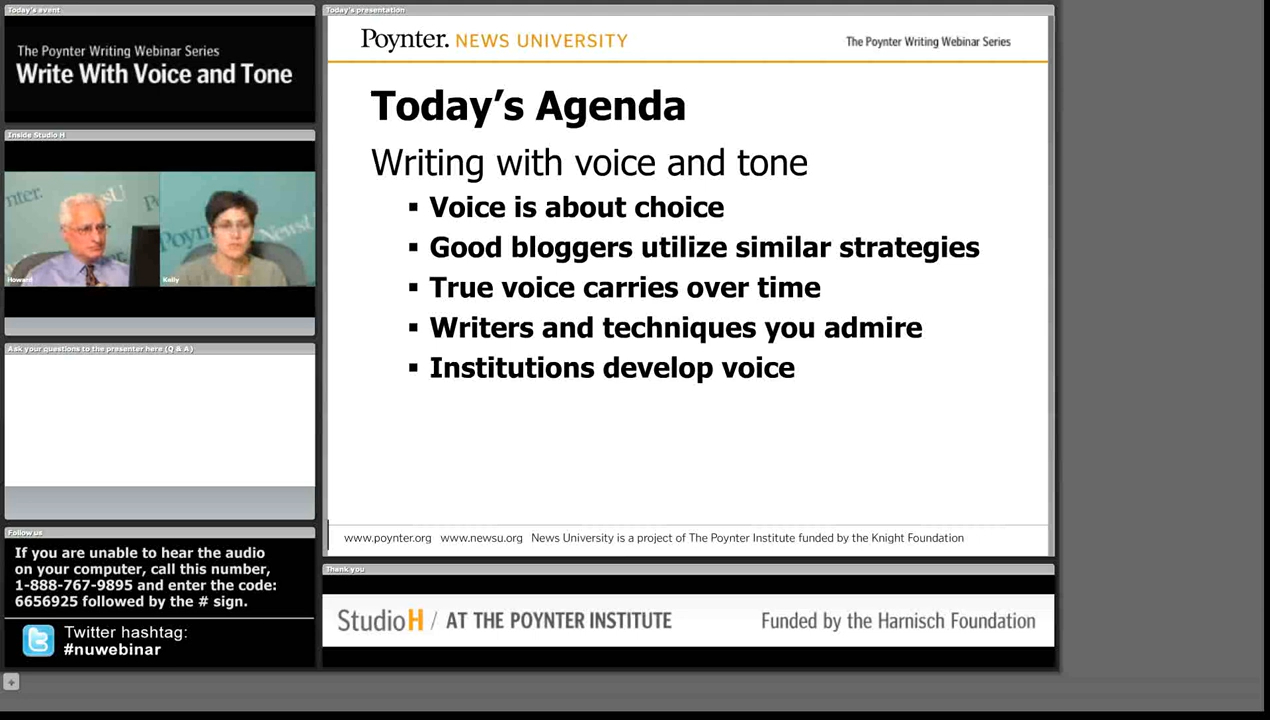 Today's event
The Poynter Writing Webinar Series
Write With Voice and Tone
Inside Studio H
Howard
Kelly
Ask your questions to the presenter here (Q & A)
Follow us
If you are unable to hear the audio
on your computer, call this number,
1-888-767-9895 and enter the code:
6656925 followed by the # sign.
Twitter hashtag:
#nuwebinar
Today's presentation
Poynter. NEWS UNIVERSITY
The Poynter Writing Webinar Series
Today’s Agenda
Writing with voice and tone
▪ Voice is about choice
▪ Good bloggers utilize similar strategies
▪ True voice carries over time
▪ Writers and techniques you admire
▪ Institutions develop voice
www.poynter.org www.newsu.org News University is a project of The Poynter Institute funded by the Knight Foundation
Thank you
StudioH / AT THE POYNTER INSTITUTE
Funded by the Harnisch Foundation